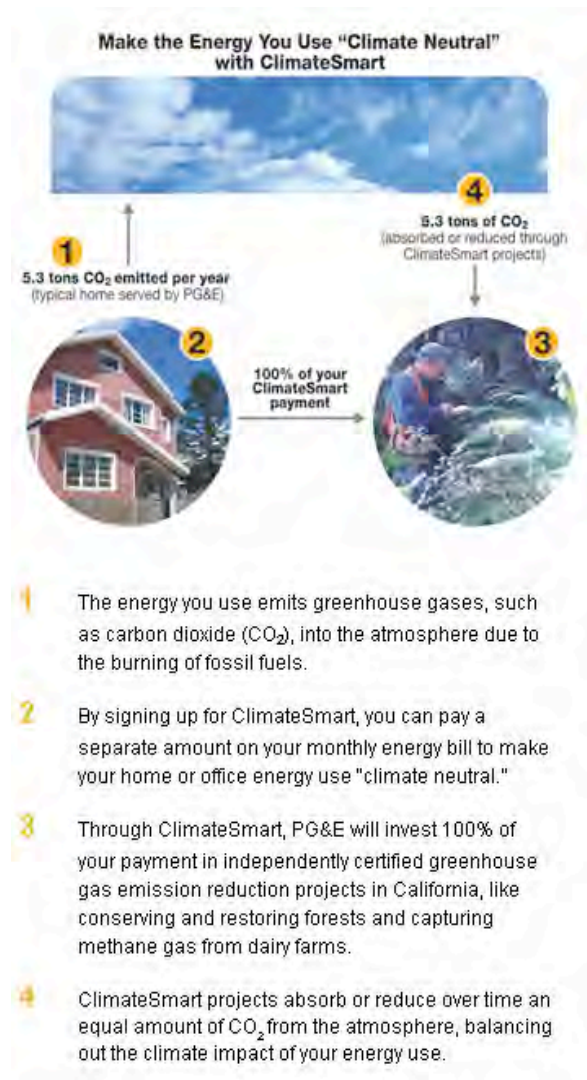 Make the Energy You Use “Climate Neutral”
with ClimateSmart
4
5.3 tons of CO₂
(absorbed or reduced through
ClimateSmart projects)
1
5.3 tons CO₂ emitted per year
(typical home served by PG&E)
2
100% of your
ClimateSmart
payment
3
1 The energy you use emits greenhouse gases, such
as carbon dioxide (CO₂), into the atmosphere due to
the burning of fossil fuels.
2 By signing up for ClimateSmart, you can pay a
separate amount on your monthly energy bill to make
your home or office energy use "climate neutral."
3 Through ClimateSmart, PG&E will invest 100% of
your payment in independently certified greenhouse
gas emission reduction projects in California, like
conserving and restoring forests and capturing
methane gas from dairy farms.
4 ClimateSmart projects absorb or reduce over time an
equal amount of CO₂ from the atmosphere, balancing
out the climate impact of your energy use.